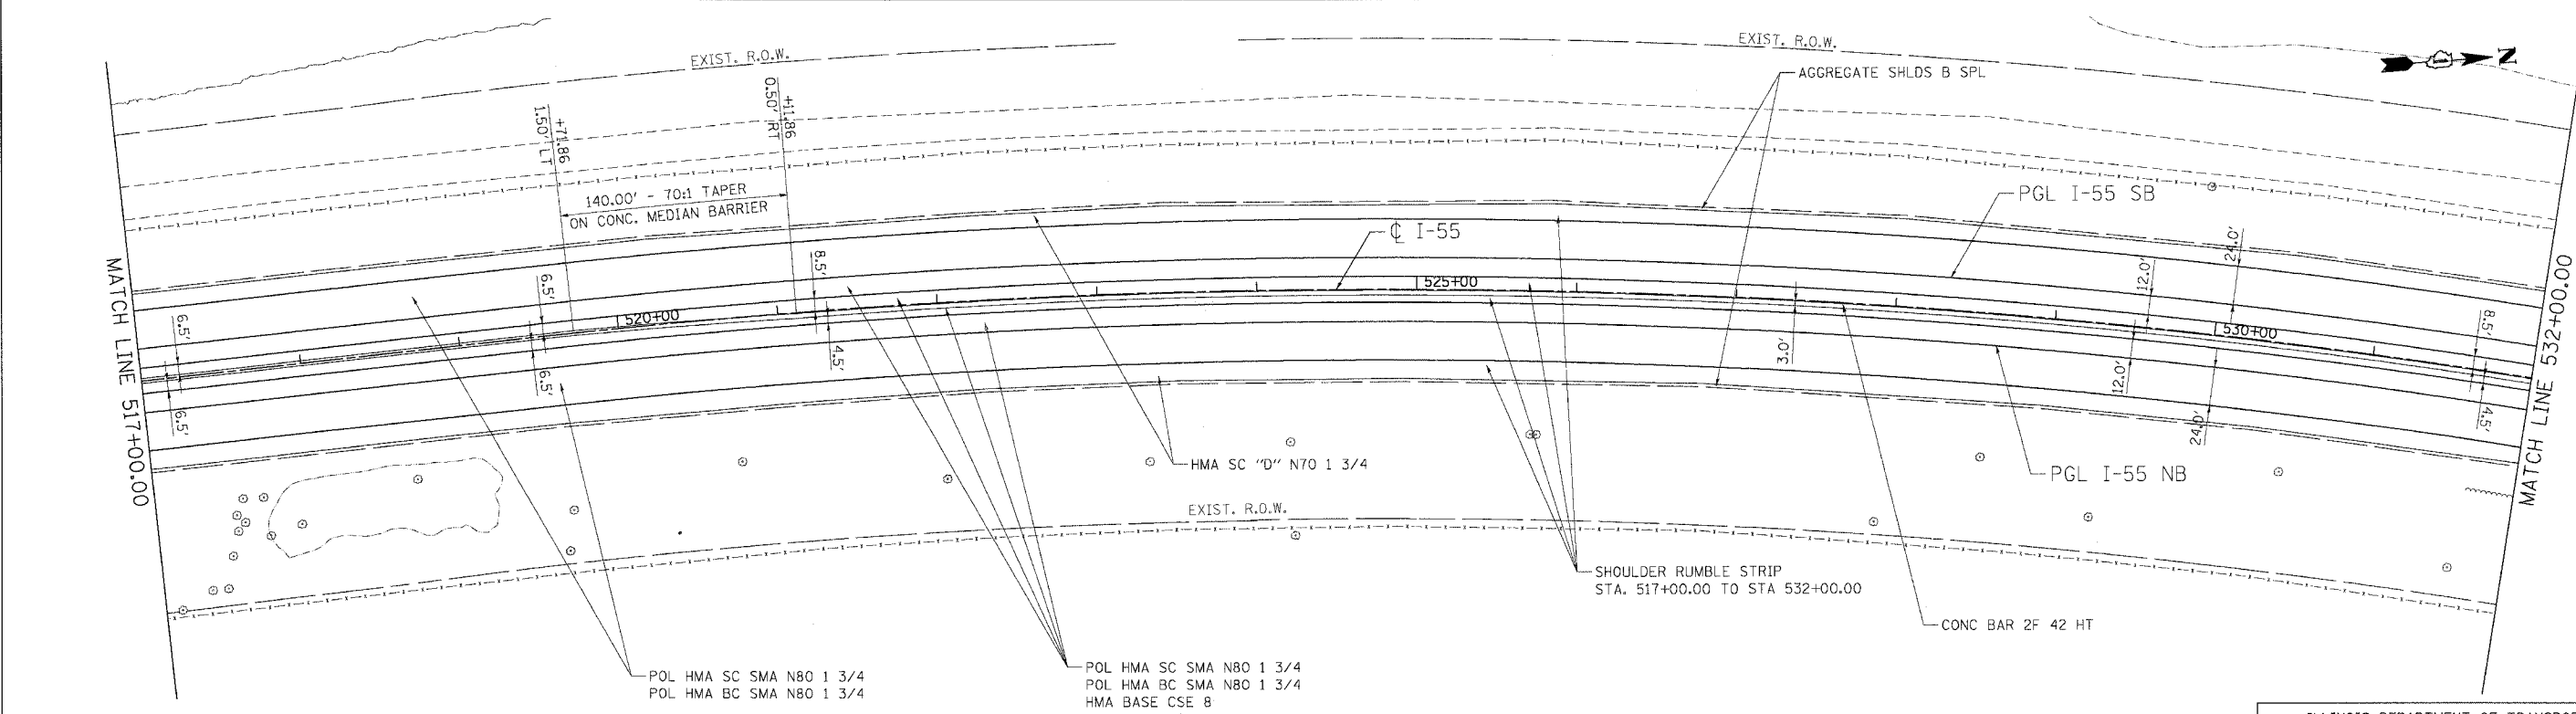 EXIST. R.O.W.
EXIST. R.O.W.
N
AGGREGATE SHLDS B SPL
+71.86
1.50' LT
+11.86
0.50' RT
140.00' - 70:1 TAPER
ON CONC. MEDIAN BARRIER
PGL I-55 SB
℄ I-55
MATCH LINE 517+00.00
6.5'
6.5'
6.5'
6.5'
520+00
8.5'
4.5'
525+00
3.0'
12.0'
12.0'
24.0'
24.0'
530+00
8.5'
4.5'
MATCH LINE 532+00.00
HMA SC "D" N70 1 3/4
PGL I-55 NB
EXIST. R.O.W.
SHOULDER RUMBLE STRIP
STA. 517+00.00 TO STA 532+00.00
CONC BAR 2F 42 HT
POL HMA SC SMA N80 1 3/4
POL HMA BC SMA N80 1 3/4
POL HMA SC SMA N80 1 3/4
POL HMA BC SMA N80 1 3/4
HMA BASE CSE 8